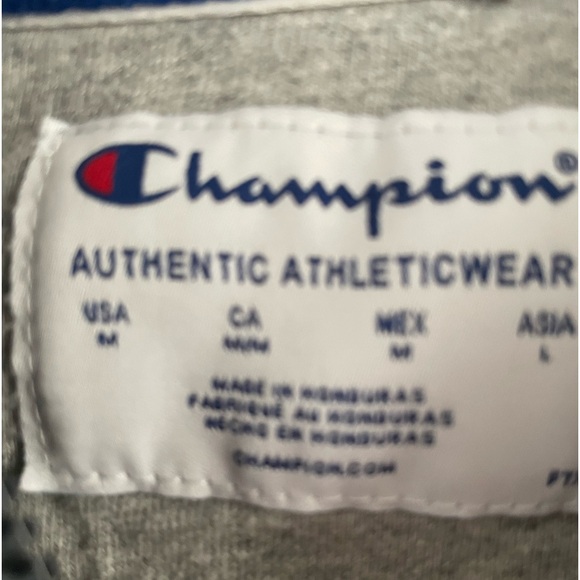 Champion®
AUTHENTIC ATHLETICWEAR
USA CA MEX ASIA
M M/M M L
MADE IN HONDURAS
FABRIQUÉ AU HONDURAS
HECHO EN HONDURAS
CHAMPION.COM